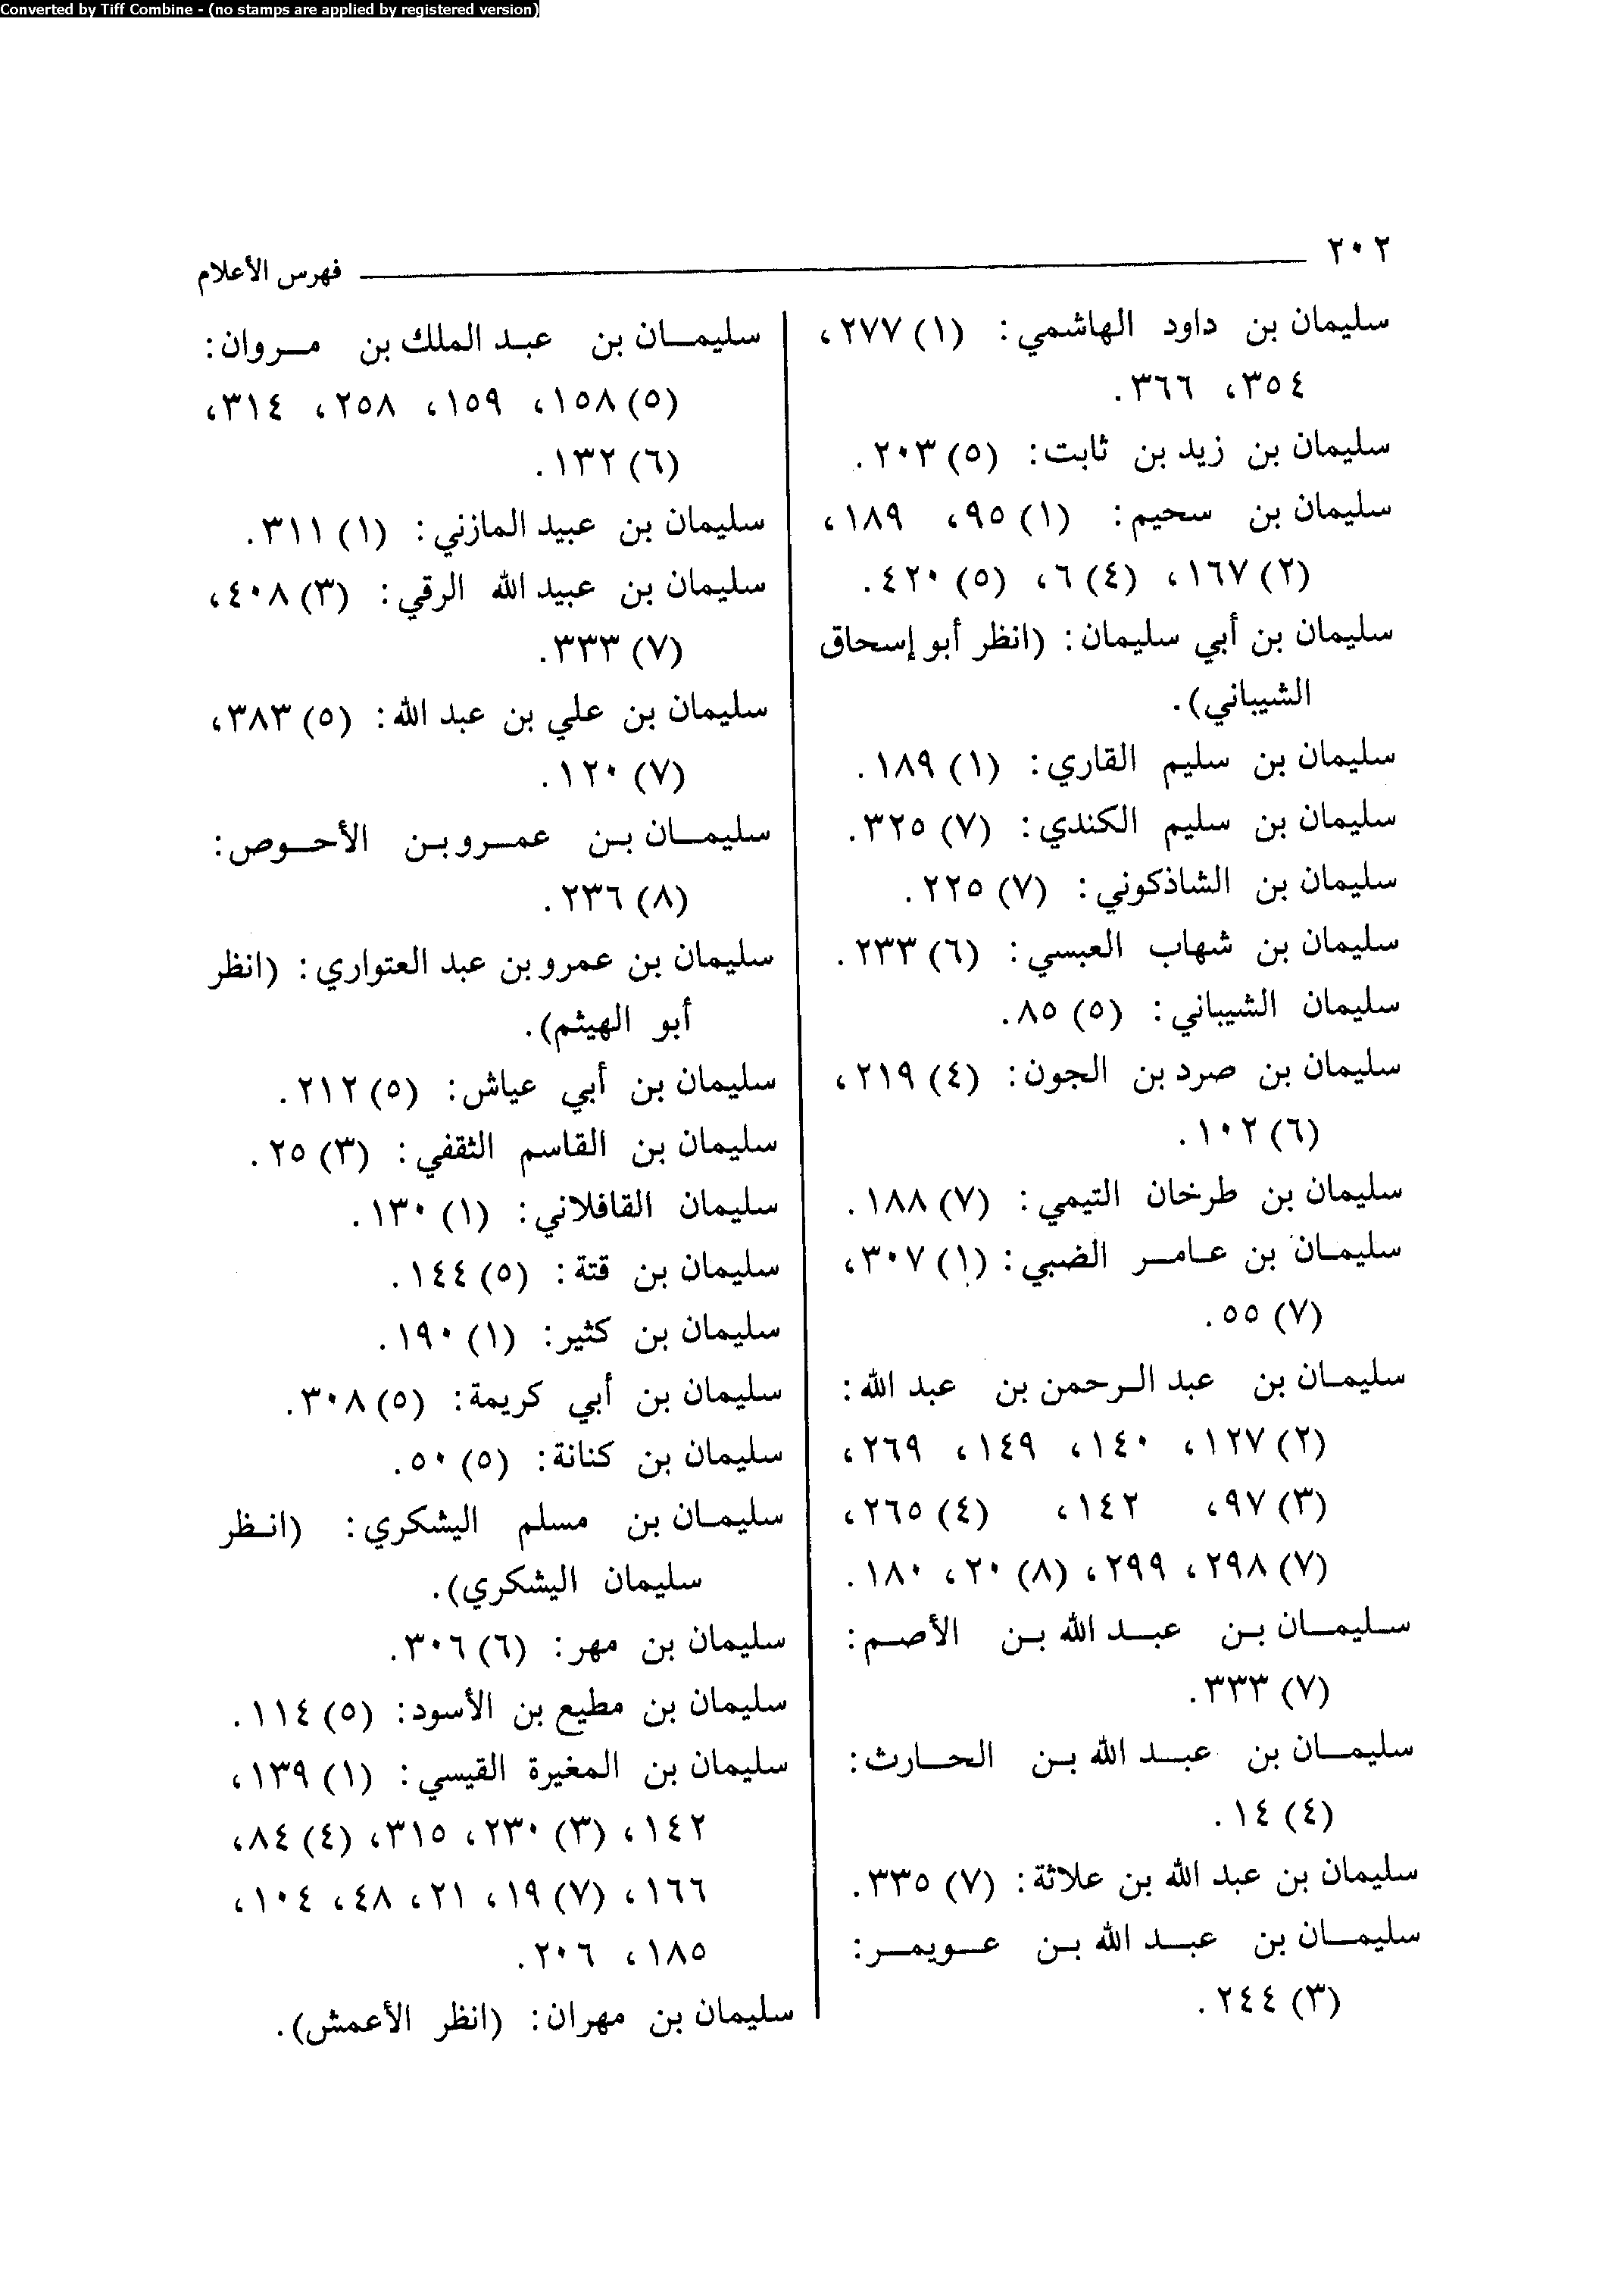 Converted by Tiff Combine - (no stamps are applied by registered version)
٢٠٢
فهرس الأعلام
سليمان بن داود الهاشمي: (١) ٢٧٧،
٣٥٤، ٣٦٦.
سليمان بن زيد بن ثابت: (٥) ٢٠٣.
سليمان بن سحيم: (١) ٩٥، ١٨٩،
(٢) ١٦٧، (٤) ٦، (٥) ٤٢٠.
سليمان بن أبي سليمان: (انظر أبو إسحاق
الشيباني).
سليمان بن سليم القاري: (١) ١٨٩.
سليمان بن سليم الكندي: (٧) ٣٢٥.
سليمان بن الشاذكوني: (٧) ٢٢٥.
سليمان بن شهاب العبسي: (٦) ٢٣٣.
سليمان الشيباني: (٥) ٨٥.
سليمان بن صرد بن الجون: (٤) ٢١٩،
(٦) ١٠٢.
سليمان بن طرخان التيمي: (٧) ١٨٨.
سليمان بن عامر الضبي: (١) ٣٠٧،
(٧) ٥٥.
سليمان بن عبد الرحمن بن عبد الله:
(٢) ١٢٧، ١٤٠، ١٤٩، ٢٦٩،
(٣) ٩٧، ١٤٢، (٤) ٢٦٥،
(٧) ٢٩٨، ٢٩٩، (٨) ٢٠، ١٨٠.
سليمان بن عبد الله بن الأصم:
(٧) ٣٣٣.
سليمان بن عبد الله بن الحارث:
(٤) ١٤.
سليمان بن عبد الله بن علاثة: (٧) ٣٣٥.
سليمان بن عبد الله بن عويمر:
(٣) ٢٤٤.
سليمان بن عبد الملك بن مروان:
(٥) ١٥٨، ١٥٩، ٢٥٨، ٣١٤،
(٦) ١٣٢.
سليمان بن عبيد المازني: (١) ٣١١.
سليمان بن عبيد الله الرقي: (٣) ٤٠٨،
(٧) ٣٣٣.
سليمان بن علي بن عبد الله: (٥) ٣٨٣،
(٧) ١٢٠.
سليمان بن عمرو بن الأحوص:
(٨) ٢٣٦.
سليمان بن عمرو بن عبد العتواري: (انظر
أبو الهيثم).
سليمان بن أبي عياش: (٥) ٢١٢.
سليمان بن القاسم الثقفي: (٣) ٢٥.
سليمان القافلاني: (١) ١٣٠.
سليمان بن قتة: (٥) ١٤٤.
سليمان بن كثير: (١) ١٩٠.
سليمان بن أبي كريمة: (٥) ٣٠٨.
سليمان بن كنانة: (٥) ٥٠.
سليمان بن مسلم اليشكري: (انظر
سليمان اليشكري).
سليمان بن مهر: (٦) ٣٠٦.
سليمان بن مطيع بن الأسود: (٥) ١١٤.
سليمان بن المغيرة القيسي: (١) ١٣٩،
١٤٢، (٣) ٢٣٠، ٣١٥، (٤) ٨٤،
١٦٦، (٧) ١٩، ٢١، ٤٨، ١٠٤،
١٨٥، ٢٠٦.
سليمان بن مهران: (انظر الأعمش).